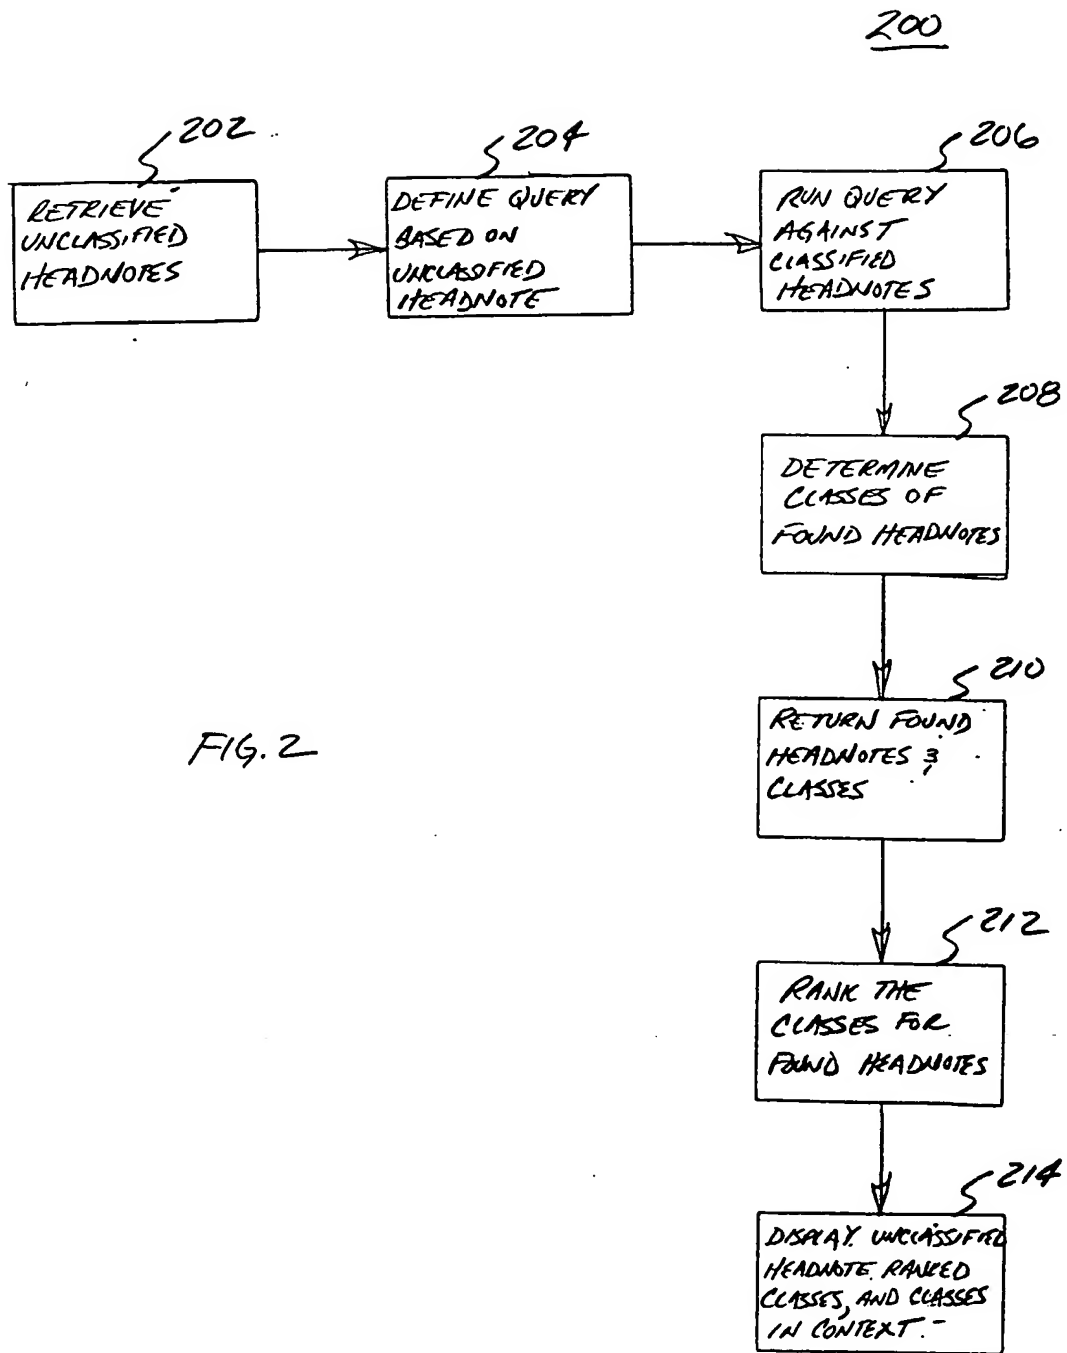 200
202
RETRIEVE
UNCLASSIFIED
HEADNOTES
204
DEFINE QUERY
BASED ON
UNCLASSIFIED
HEADNOTE
206
RUN QUERY
AGAINST
CLASSIFIED
HEADNOTES
208
DETERMINE
CLASSES OF
FOUND HEADNOTES
210
RETURN FOUND
HEADNOTES &
CLASSES
FIG. 2
212
RANK THE
CLASSES FOR
FOUND HEADNOTES
214
DISPLAY UNCLASSIFIED
HEADNOTE RANKED
CLASSES, AND CLASSES
IN CONTEXT.